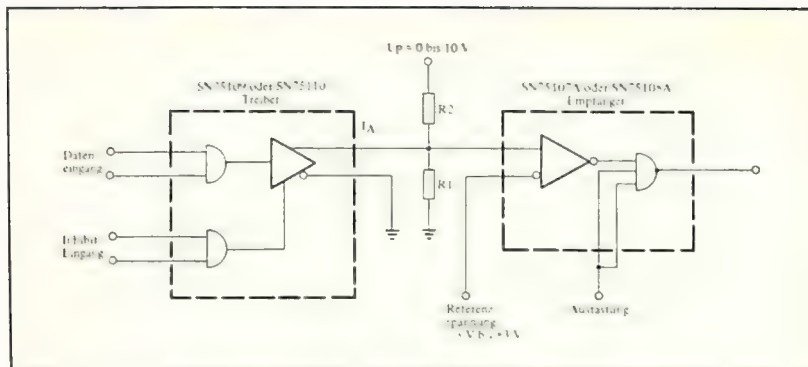 Up = 0 bis 10 V
SN75109 oder SN75110
Treiber
SN75107A oder SN75108A
Empfänger
R2
IA
Daten
eingang
R1
Inhibit
Eingang
Referenz
spannung
Austastung